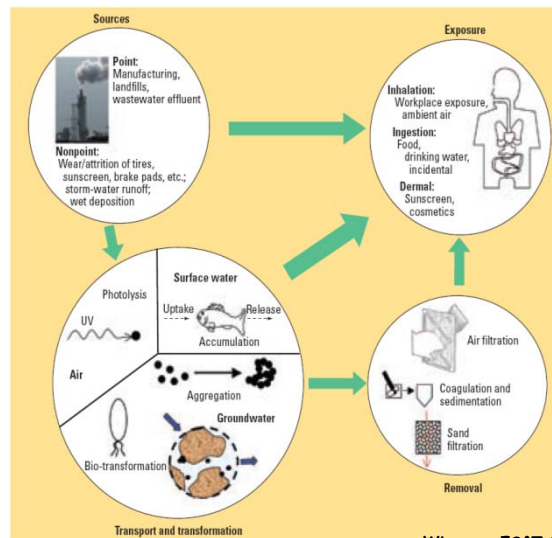 Sources
Point:
Manufacturing,
landfills,
wastewater effluent
Nonpoint:
Wear/attrition of tires,
sunscreen, brake pads, etc.;
storm-water runoff;
wet deposition
Exposure
Inhalation:
Workplace exposure,
ambient air
Ingestion:
Food,
drinking water,
incidental
Dermal:
Sunscreen,
cosmetics
Photolysis
UV
Air
Surface water
Uptake
Release
Accumulation
Aggregation
Groundwater
Bio-transformation
Transport and transformation
Air filtration
Coagulation and
sedimentation
Sand
filtration
Removal